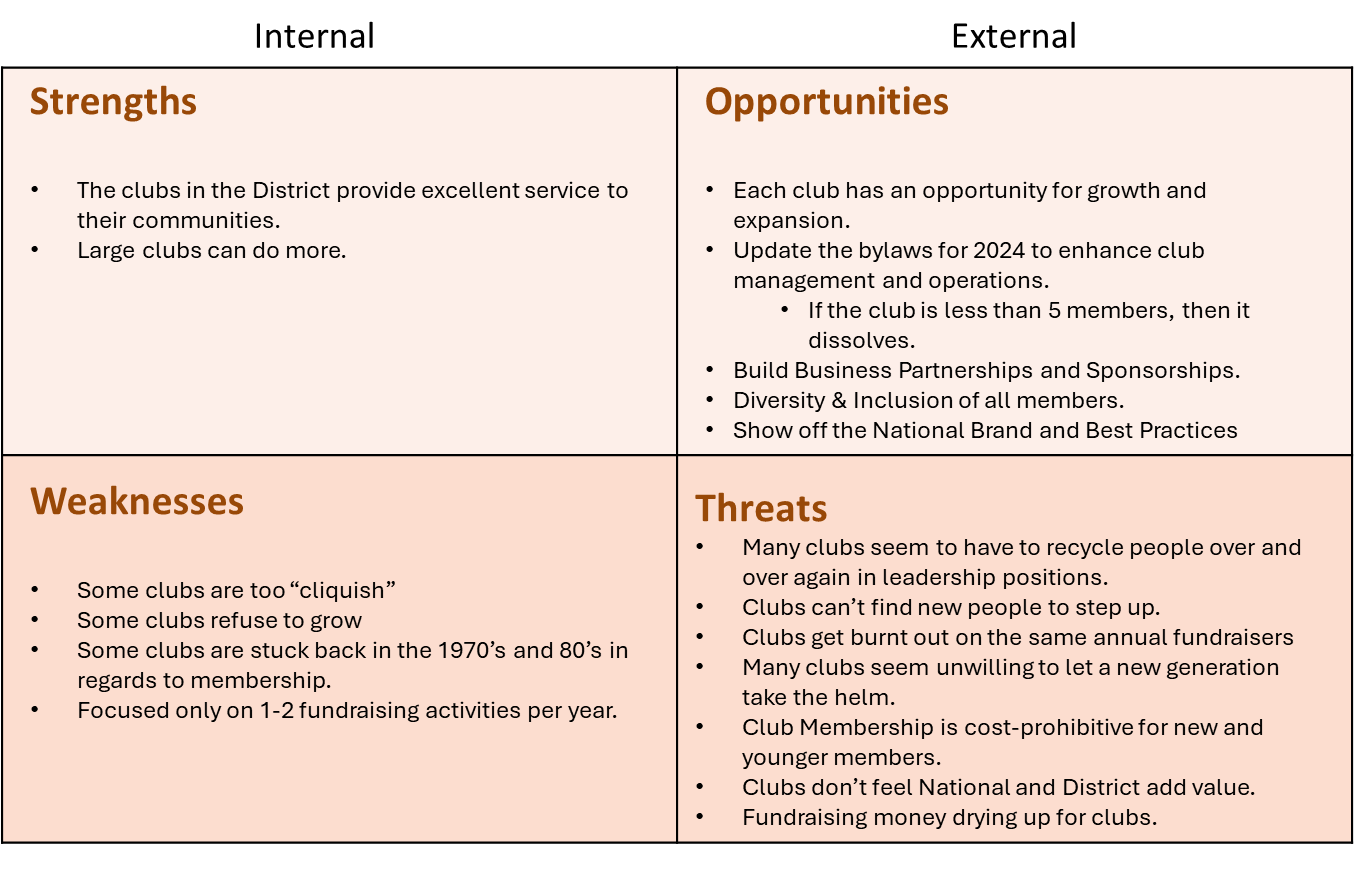 Internal
External
Strengths
• The clubs in the District provide excellent service to
their communities.
• Large clubs can do more.
Opportunities
• Each club has an opportunity for growth and
expansion.
• Update the bylaws for 2024 to enhance club
management and operations.
• If the club is less than 5 members, then it
dissolves.
• Build Business Partnerships and Sponsorships.
• Diversity & Inclusion of all members.
• Show off the National Brand and Best Practices
Weaknesses
• Some clubs are too “cliquish”
• Some clubs refuse to grow
• Some clubs are stuck back in the 1970’s and 80’s in
regards to membership.
• Focused only on 1-2 fundraising activities per year.
Threats
• Many clubs seem to have to recycle people over and
over again in leadership positions.
• Clubs can’t find new people to step up.
• Clubs get burnt out on the same annual fundraisers
• Many clubs seem unwilling to let a new generation
take the helm.
• Club Membership is cost-prohibitive for new and
younger members.
• Clubs don’t feel National and District add value.
• Fundraising money drying up for clubs.